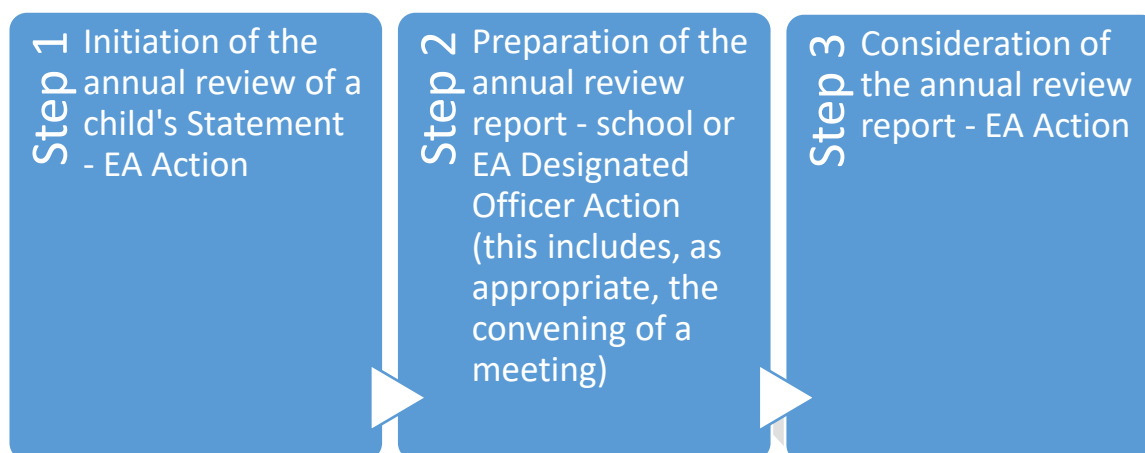 Step 1
Initiation of the
annual review of a
child's Statement
- EA Action
Step 2
Preparation of the
annual review
report - school or
EA Designated
Officer Action
(this includes, as
appropriate, the
convening of a
meeting)
Step 3
Consideration of
the annual review
report - EA Action